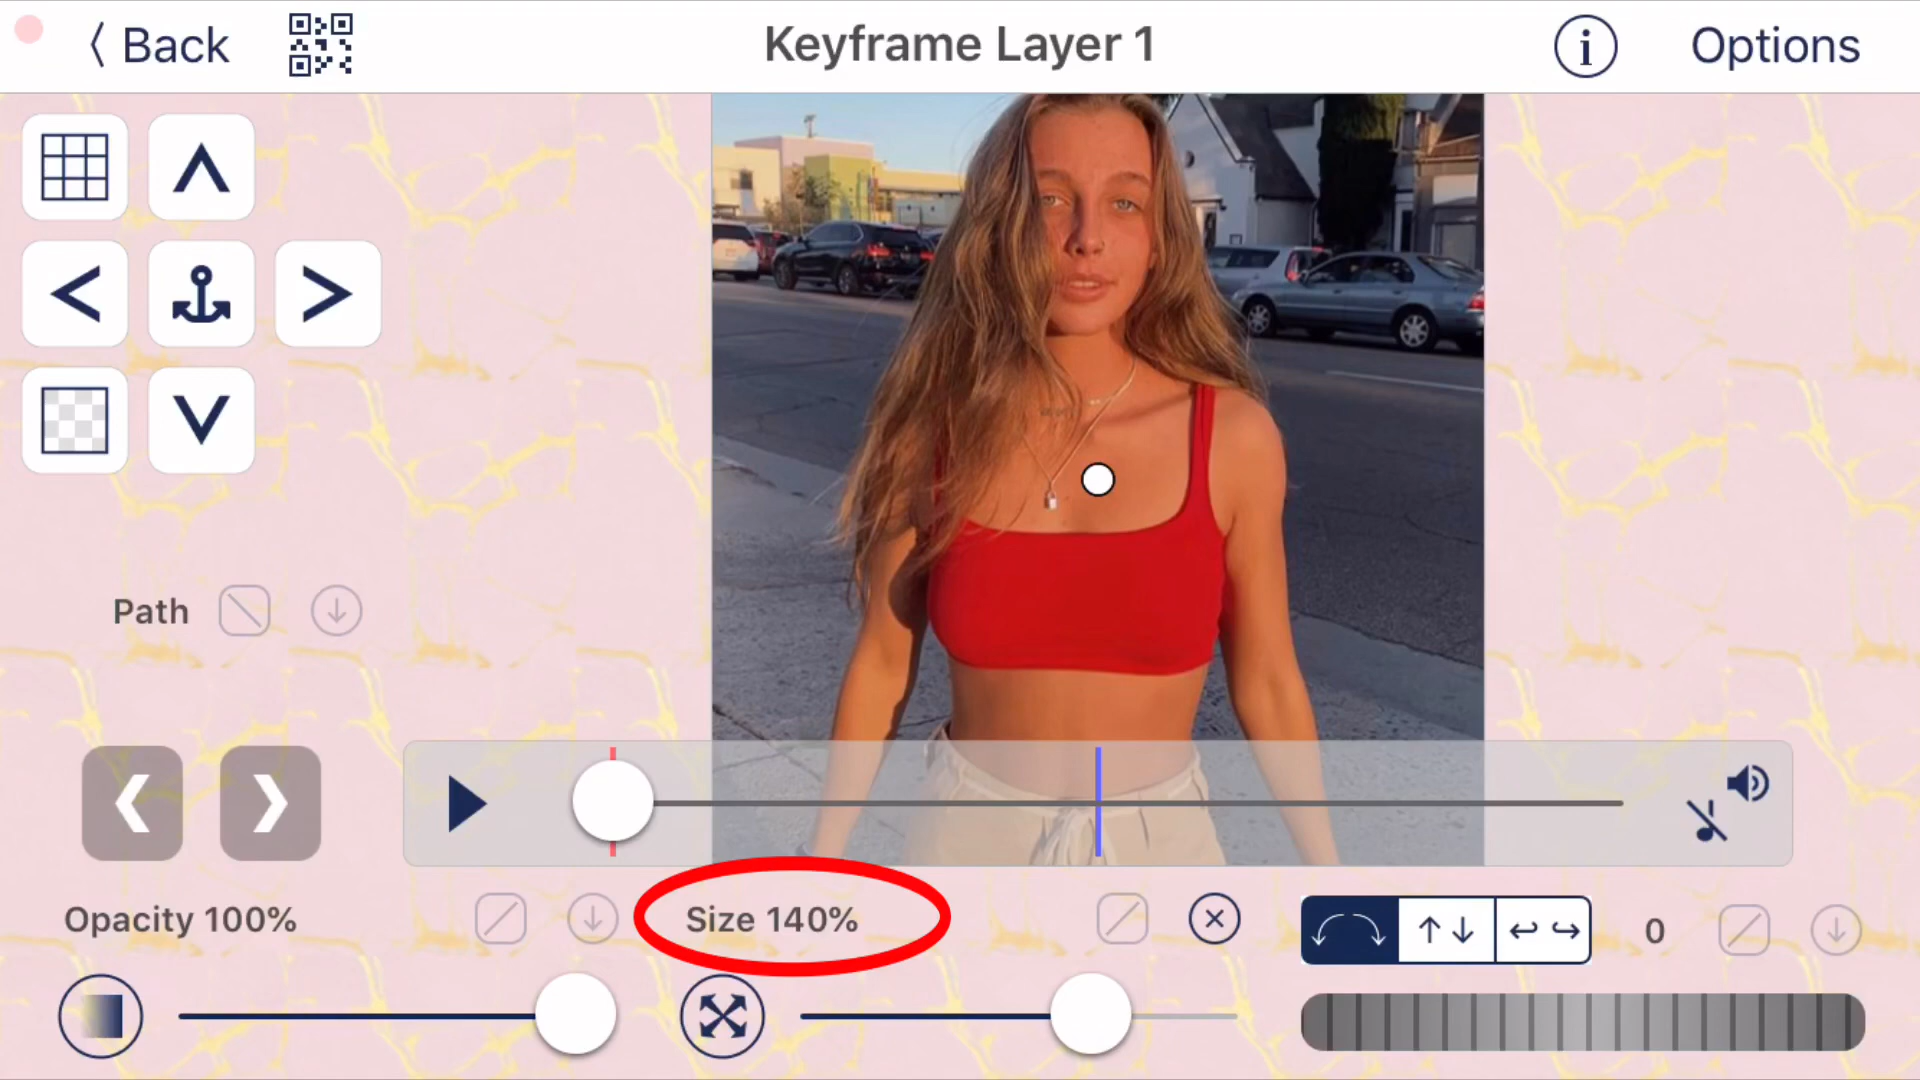 Back
Keyframe Layer 1
i
Options
Path
Opacity 100%
Size 140%
0